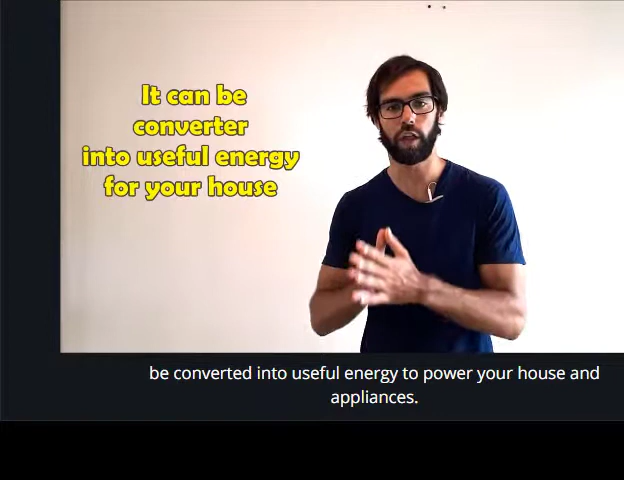 It can be
converter
into useful energy
for your house
be converted into useful energy to power your house and
appliances.